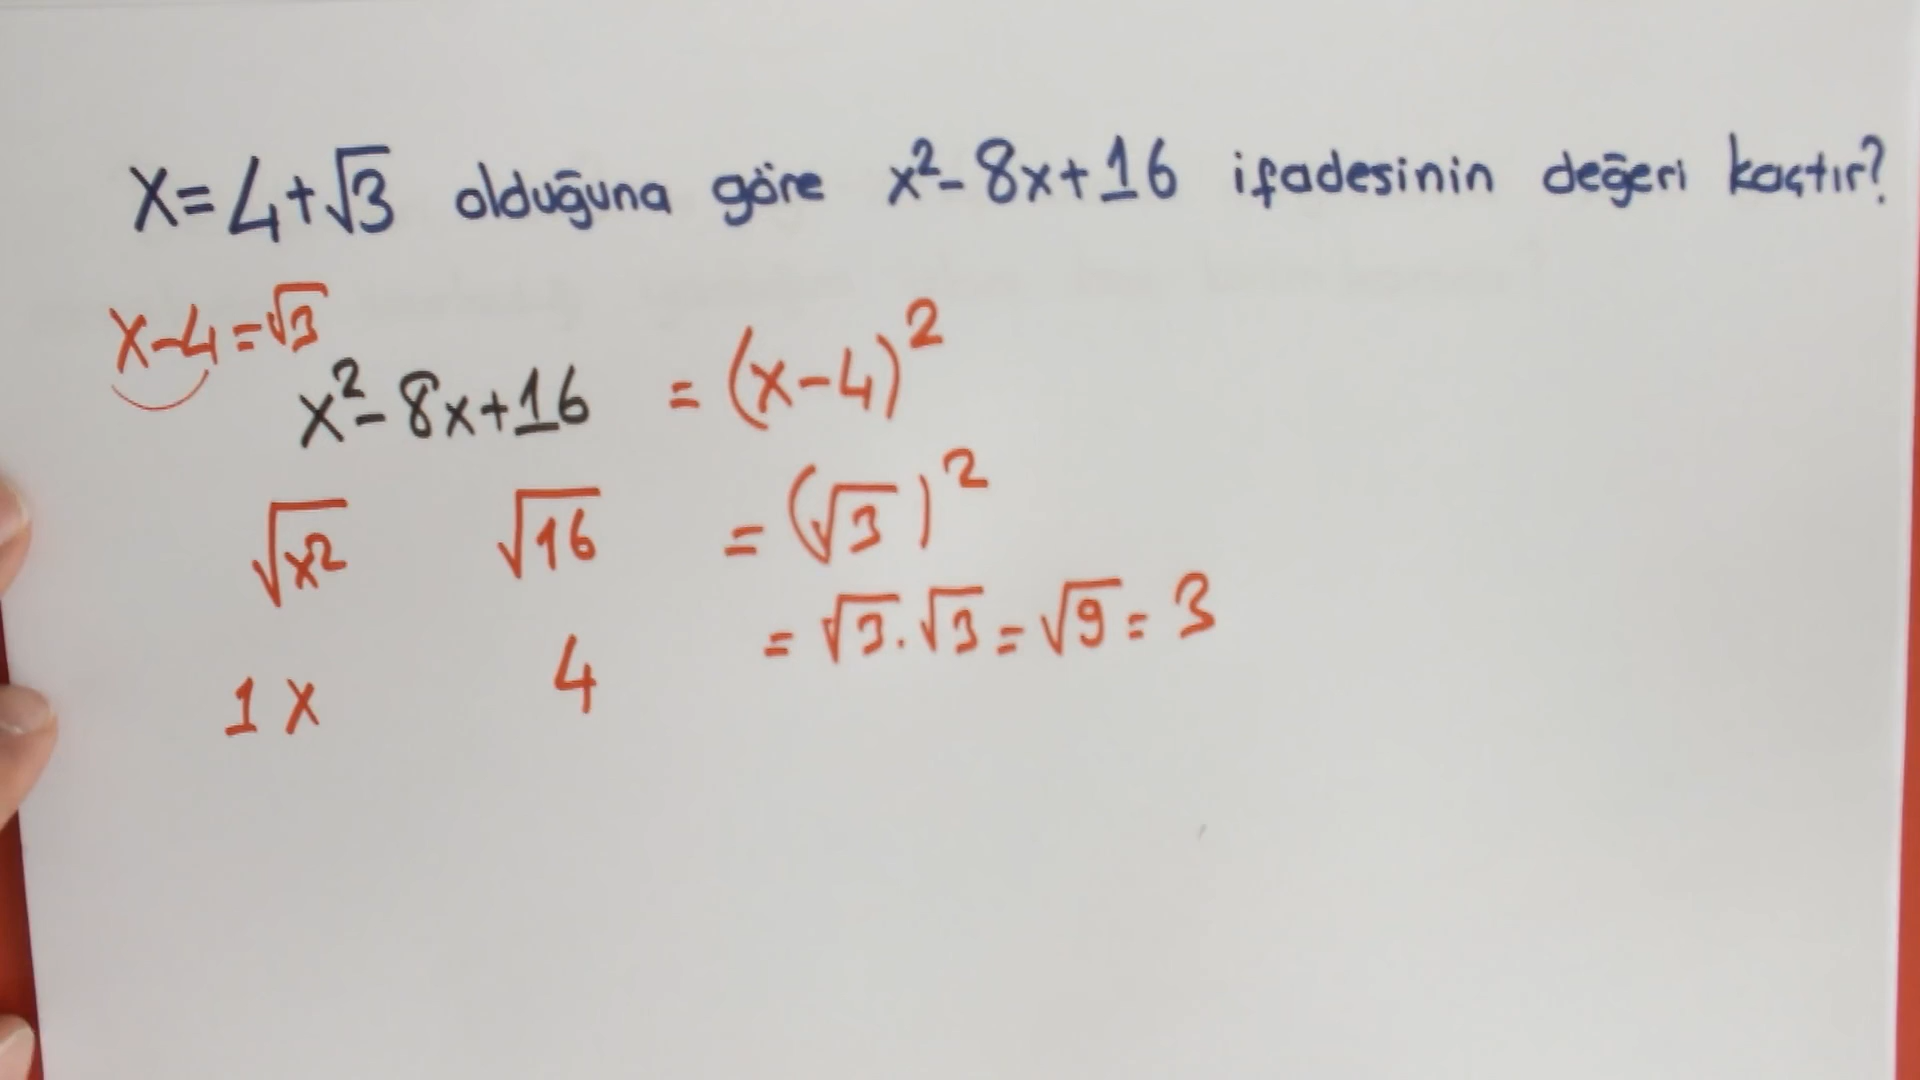 x=4+√3 olduğuna göre x²-8x+16 ifadesinin değeri kaçtır?
x-4=√3
x²-8x+16 = (x-4)²
√x² √16 = (√3)²
= √3.√3=√9=3
1x 4